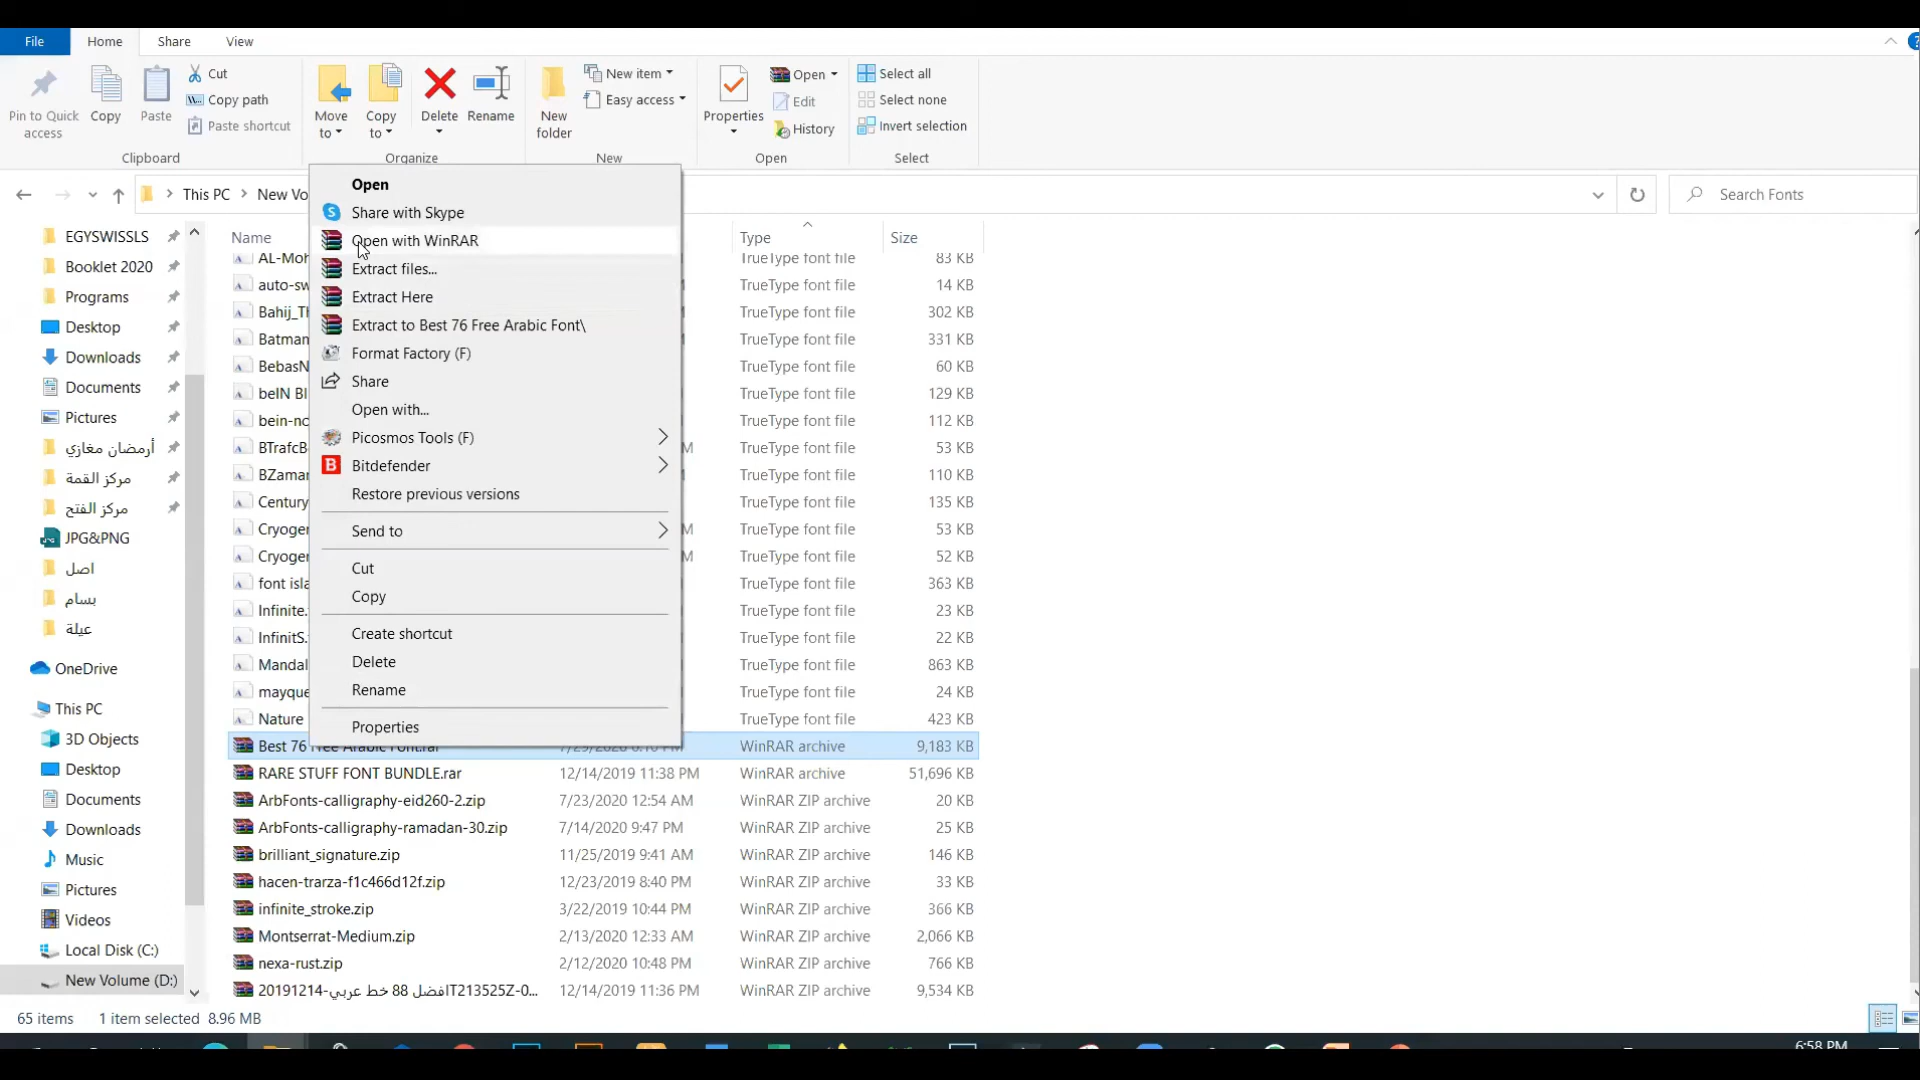 File Home Share View
Pin to Quick access
Copy
Paste
Cut
Copy path
Paste shortcut
Clipboard
Move to
Copy to
Delete
Rename
Organize
New folder
New item
Easy access
New
Properties
Open
Edit
History
Open
Select all
Select none
Invert selection
Select
This PC New Vo
Search Fonts
EGYSWISSLS
Booklet 2020
Programs
Desktop
Downloads
Documents
Pictures
أرمضان مغازي
مركز القمة
مركز الفتح
JPG&PNG
اصل
بسام
عيلة
OneDrive
This PC
3D Objects
Desktop
Documents
Downloads
Music
Pictures
Videos
Local Disk (C:)
New Volume (D:)
Open
Share with Skype
Open with WinRAR
Extract files...
Extract Here
Extract to Best 76 Free Arabic Font\
Format Factory (F)
Share
Open with...
Picosmos Tools (F)
Bitdefender
Restore previous versions
Send to
Cut
Copy
Create shortcut
Delete
Rename
Properties
Name Type Size
AL-Moh TrueType font file 83 KB
auto-sw TrueType font file 14 KB
Bahij_Th TrueType font file 302 KB
Batman TrueType font file 331 KB
BebasN TrueType font file 60 KB
beIN Bl TrueType font file 129 KB
bein-no TrueType font file 112 KB
BTrafcB M TrueType font file 53 KB
BZaman TrueType font file 110 KB
Century TrueType font file 135 KB
Cryoger M TrueType font file 53 KB
Cryoger M TrueType font file 52 KB
font isla TrueType font file 363 KB
Infinite. TrueType font file 23 KB
InfinitS. TrueType font file 22 KB
Mandal TrueType font file 863 KB
mayque TrueType font file 24 KB
Nature TrueType font file 423 KB
Best 76 Free Arabic Font.rar WinRAR archive 9,183 KB
RARE STUFF FONT BUNDLE.rar 12/14/2019 11:38 PM WinRAR archive 51,696 KB
ArbFonts-calligraphy-eid260-2.zip 7/23/2020 12:54 AM WinRAR ZIP archive 20 KB
ArbFonts-calligraphy-ramadan-30.zip 7/14/2020 9:47 PM WinRAR ZIP archive 25 KB
brilliant_signature.zip 11/25/2019 9:41 AM WinRAR ZIP archive 146 KB
hacen-trarza-f1c466d12f.zip 12/23/2019 8:40 PM WinRAR ZIP archive 33 KB
infinite_stroke.zip 3/22/2019 10:44 PM WinRAR ZIP archive 366 KB
Montserrat-Medium.zip 2/13/2020 12:33 AM WinRAR ZIP archive 2,066 KB
nexa-rust.zip 2/12/2020 10:48 PM WinRAR ZIP archive 766 KB
افضل 88 خط عربي-20191214T213525Z-0... 12/14/2019 11:36 PM WinRAR ZIP archive 9,534 KB
65 items 1 item selected 8.96 MB
6:58 PM